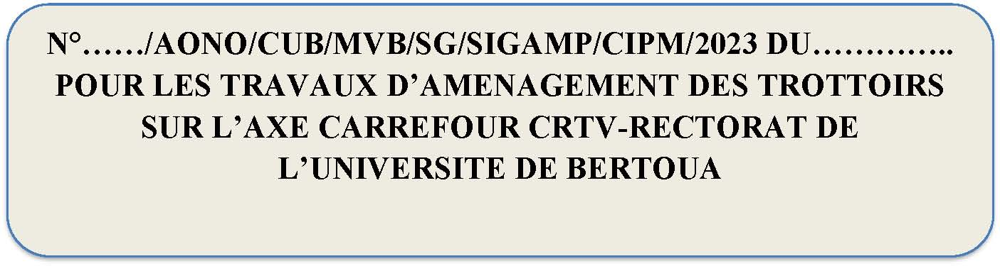 N°……/AONO/CUB/MVB/SG/SIGAMP/CIPM/2023 DU…………..
POUR LES TRAVAUX D’AMENAGEMENT DES TROTTOIRS
SUR L’AXE CARREFOUR CRTV-RECTORAT DE
L’UNIVERSITE DE BERTOUA